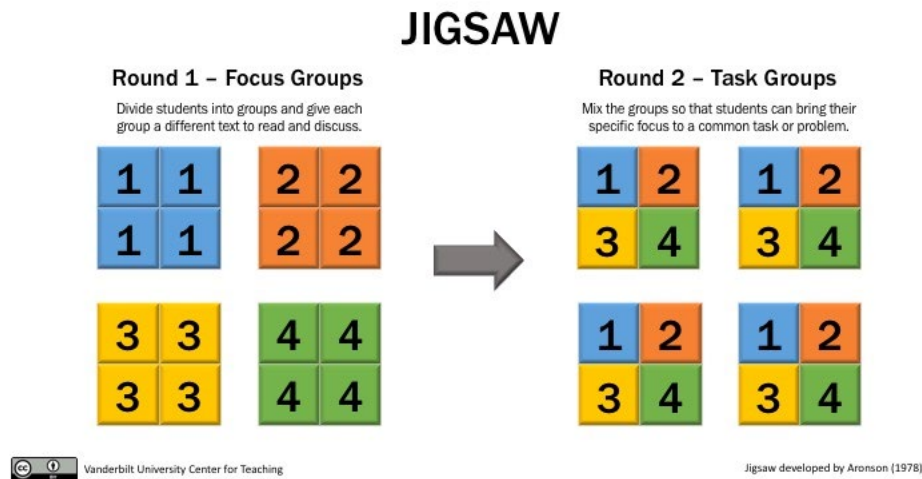 JIGSAW
Round 1 – Focus Groups
Divide students into groups and give each
group a different text to read and discuss.
1 1 2 2
1 1 2 2
3 3 4 4
3 3 4 4
Round 2 – Task Groups
Mix the groups so that students can bring their
specific focus to a common task or problem.
1 2 1 2
3 4 3 4
1 2 1 2
3 4 3 4
cc
Vanderbilt University Center for Teaching
Jigsaw developed by Aronson (1978)